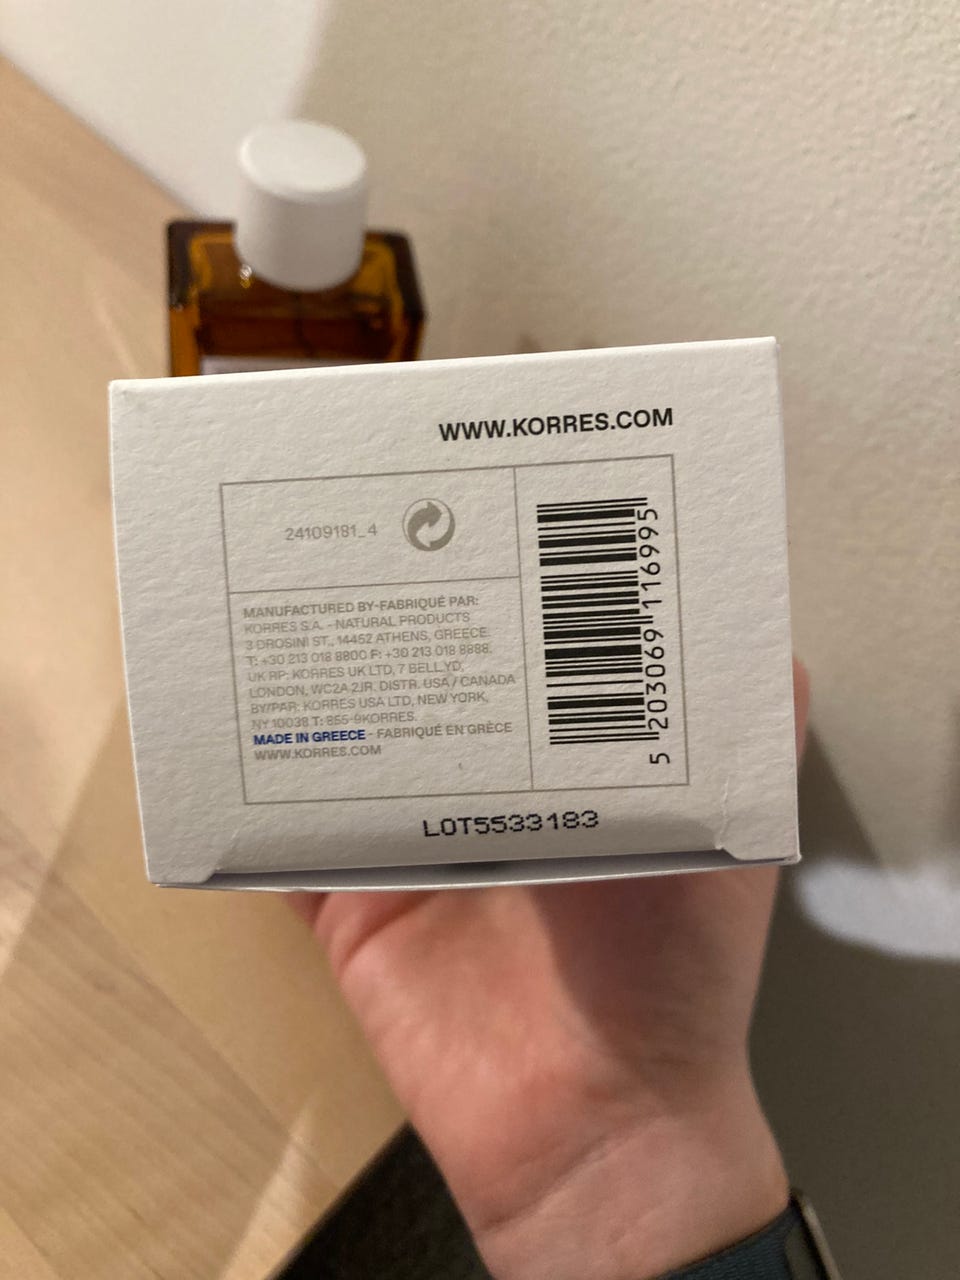 WWW.KORRES.COM
24109181_4
MANUFACTURED BY-FABRIQUÉ PAR:
KORRES S.A. - NATURAL PRODUCTS
3 DROSINI ST., 14452 ATHENS, GREECE.
T: +30 213 018 8800 F: +30 213 018 8888.
UK RP: KORRES UK LTD, 7 BELL YD,
LONDON, WC2A 2JR. DISTR. USA / CANADA
BY/PAR: KORRES USA LTD, NEW YORK,
NY 10038 T: 855-9KORRES.
MADE IN GREECE - FABRIQUÉ EN GRÈCE
WWW.KORRES.COM
5 203069 116995
LOT5533183